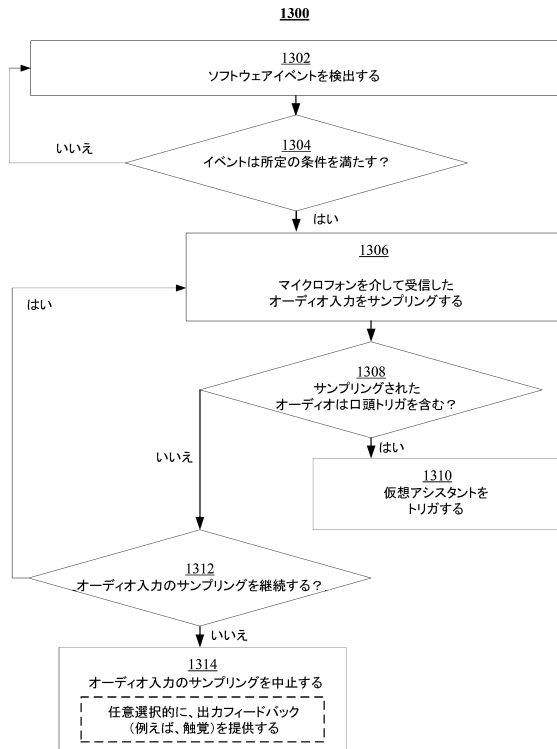 1300
1302
ソフトウェアイベントを検出する
1304
イベントは所定の条件を満たす?
いいえ
はい
1306
マイクロフォンを介して受信した
オーディオ入力をサンプリングする
はい
1308
サンプリングされた
オーディオは口頭トリガを含む?
いいえ
はい
1310
仮想アシスタントを
トリガする
1312
オーディオ入力のサンプリングを継続する?
いいえ
1314
オーディオ入力のサンプリングを中止する
任意選択的に、出力フィードバック
(例えば、触覚)を提供する